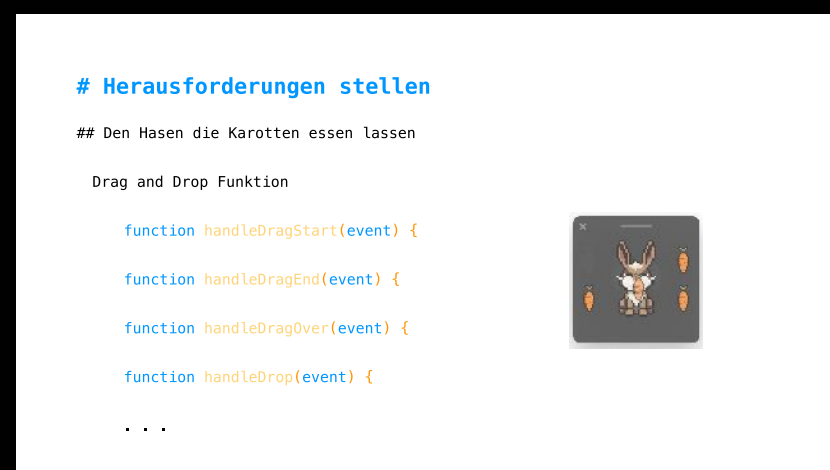 # Herausforderungen stellen
## Den Hasen die Karotten essen lassen
Drag and Drop Funktion
function handleDragStart(event) {
function handleDragEnd(event) {
function handleDragOver(event) {
function handleDrop(event) {
. . .